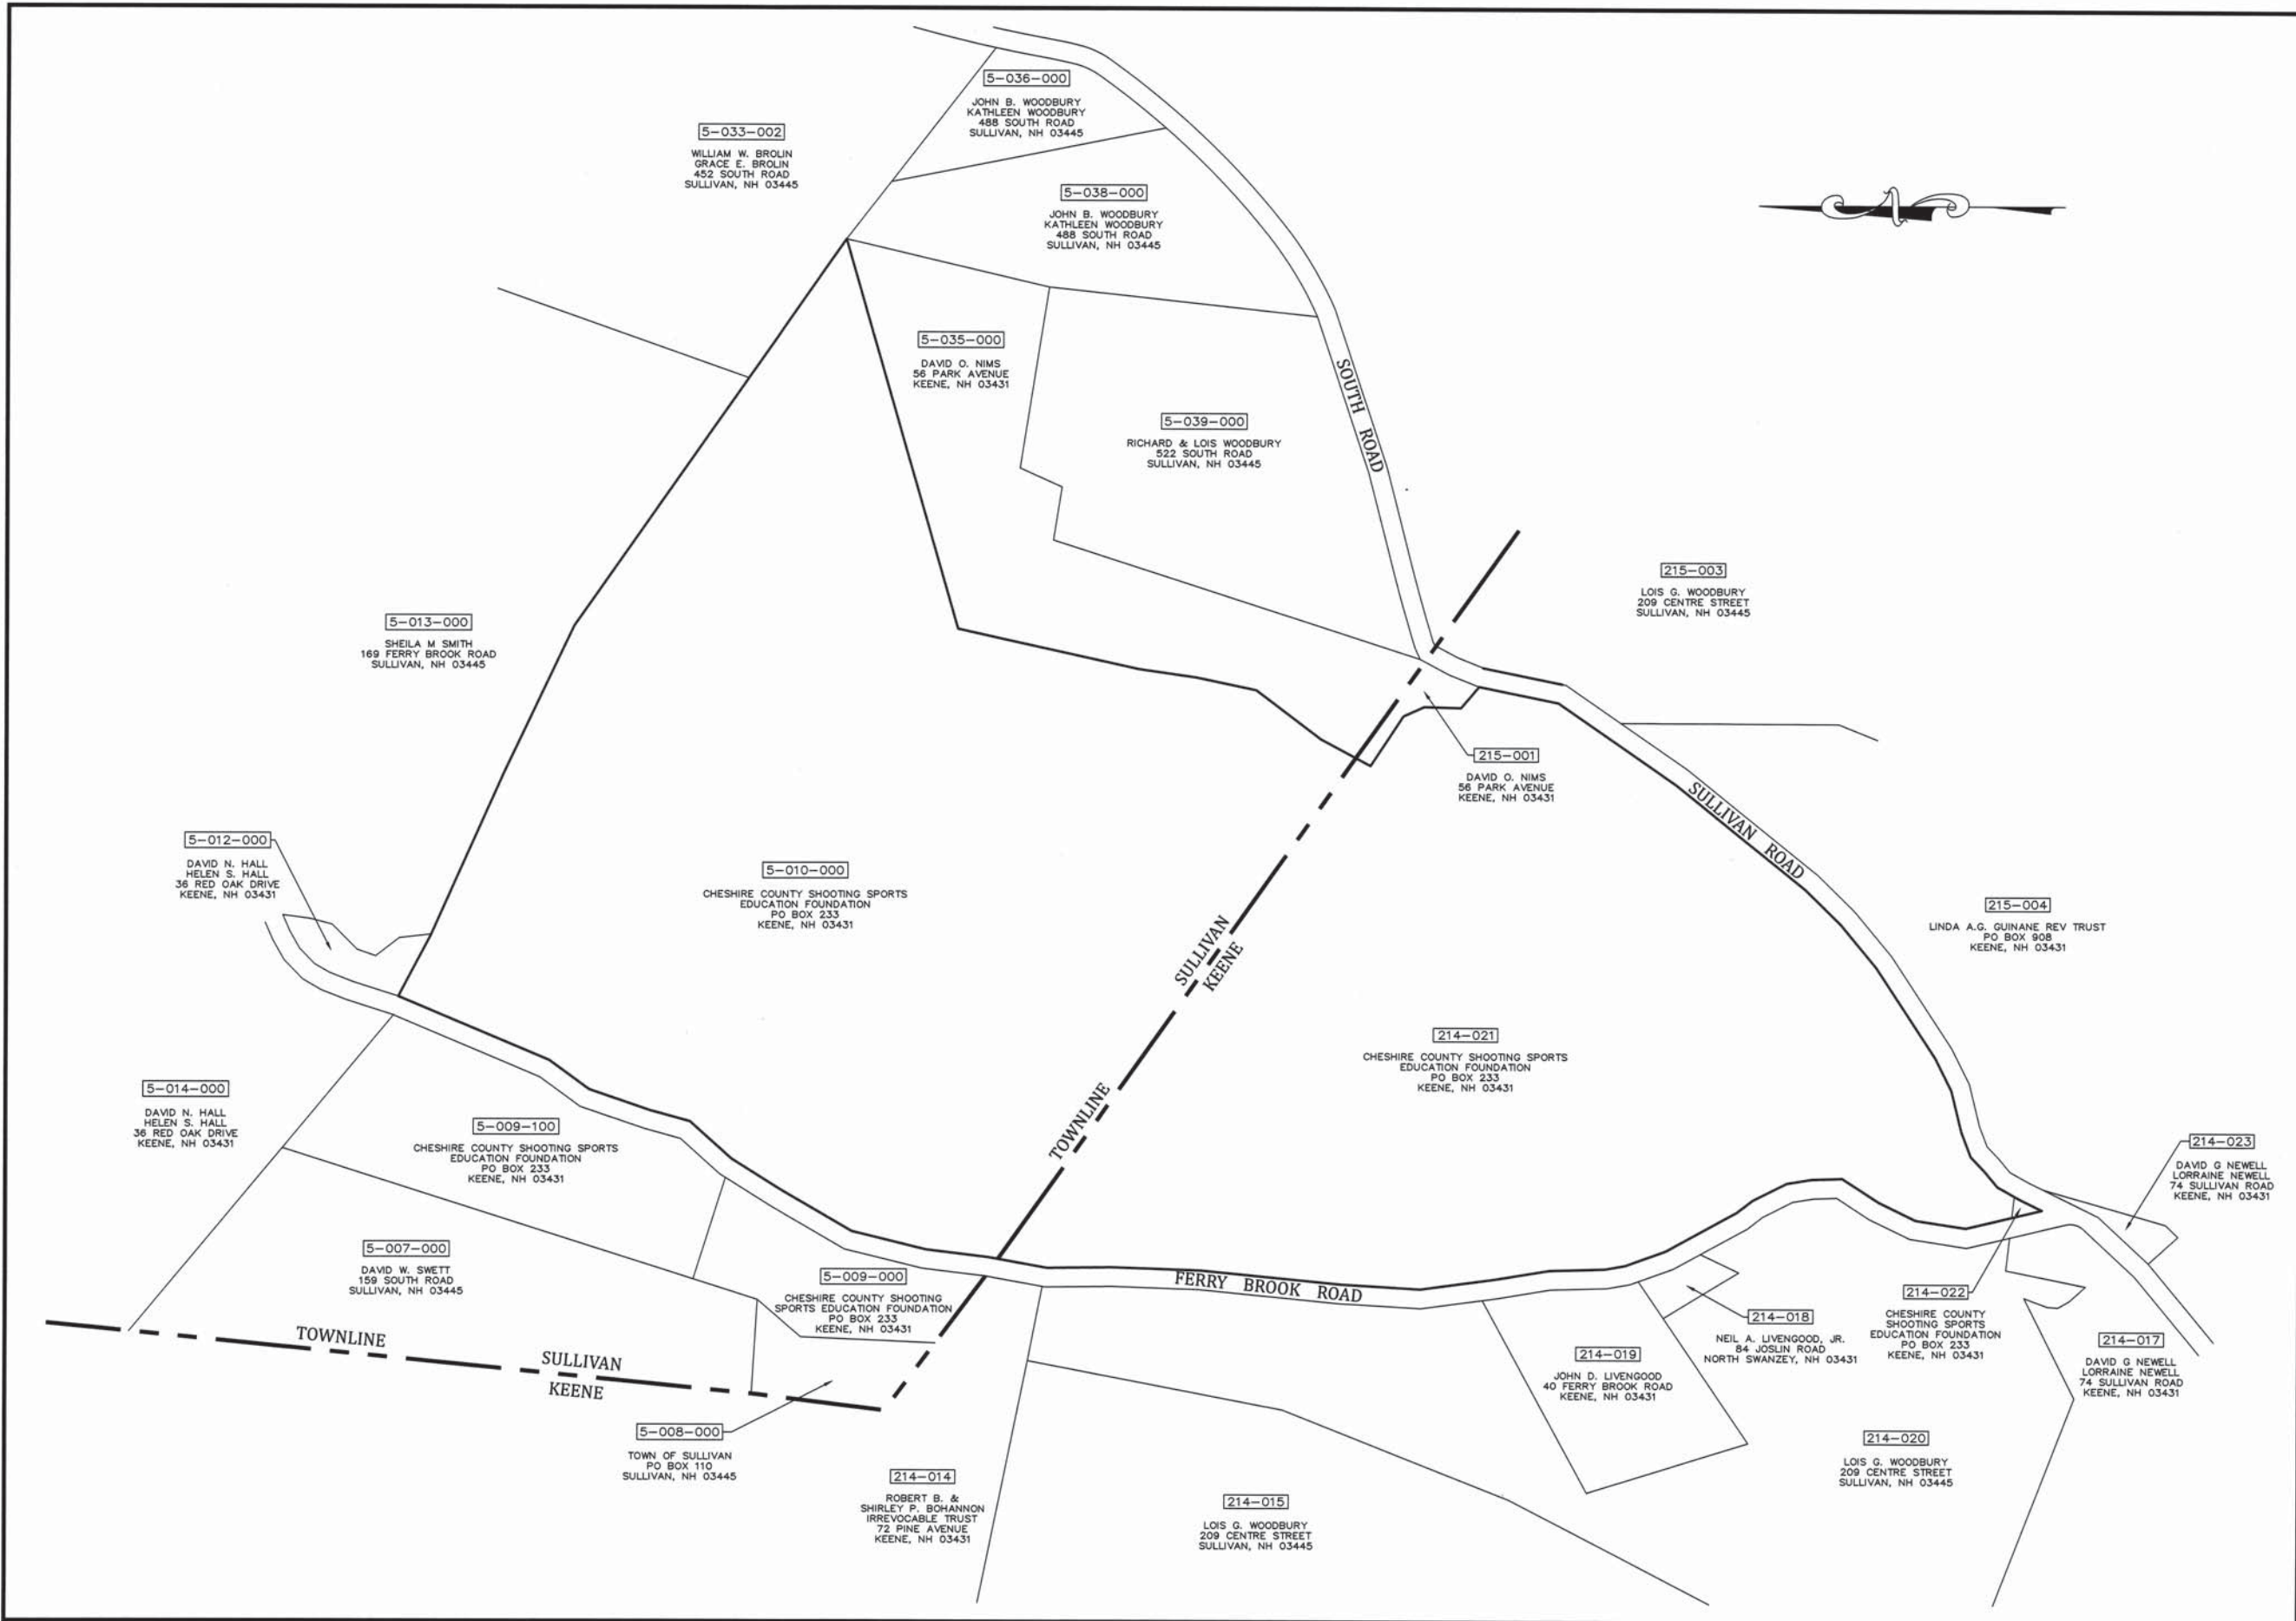 5-036-000
JOHN B. WOODBURY
KATHLEEN WOODBURY
488 SOUTH ROAD
SULLIVAN, NH 03445
5-033-002
WILLIAM W. BROLIN
GRACE E. BROLIN
452 SOUTH ROAD
SULLIVAN, NH 03445
5-038-000
JOHN B. WOODBURY
KATHLEEN WOODBURY
488 SOUTH ROAD
SULLIVAN, NH 03445
N
5-035-000
DAVID O. NIMS
56 PARK AVENUE
KEENE, NH 03431
SOUTH ROAD
5-039-000
RICHARD & LOIS WOODBURY
522 SOUTH ROAD
SULLIVAN, NH 03445
215-003
LOIS G. WOODBURY
209 CENTRE STREET
SULLIVAN, NH 03445
5-013-000
SHEILA M SMITH
169 FERRY BROOK ROAD
SULLIVAN, NH 03445
215-001
DAVID O. NIMS
56 PARK AVENUE
KEENE, NH 03431
SULLIVAN ROAD
5-012-000
DAVID N. HALL
HELEN S. HALL
36 RED OAK DRIVE
KEENE, NH 03431
5-010-000
CHESHIRE COUNTY SHOOTING SPORTS
EDUCATION FOUNDATION
PO BOX 233
KEENE, NH 03431
215-004
LINDA A.G. GUINANE REV TRUST
PO BOX 908
KEENE, NH 03431
SULLIVAN
KEENE
TOWNLINE
214-021
CHESHIRE COUNTY SHOOTING SPORTS
EDUCATION FOUNDATION
PO BOX 233
KEENE, NH 03431
5-014-000
DAVID N. HALL
HELEN S. HALL
36 RED OAK DRIVE
KEENE, NH 03431
5-009-100
CHESHIRE COUNTY SHOOTING SPORTS
EDUCATION FOUNDATION
PO BOX 233
KEENE, NH 03431
214-023
DAVID G NEWELL
LORRAINE NEWELL
74 SULLIVAN ROAD
KEENE, NH 03431
5-007-000
DAVID W. SWETT
159 SOUTH ROAD
SULLIVAN, NH 03445
5-009-000
CHESHIRE COUNTY SHOOTING
SPORTS EDUCATION FOUNDATION
PO BOX 233
KEENE, NH 03431
FERRY BROOK ROAD
214-018
NEIL A. LIVENGOOD, JR.
84 JOSLIN ROAD
NORTH SWANZEY, NH 03431
214-022
CHESHIRE COUNTY
SHOOTING SPORTS
EDUCATION FOUNDATION
PO BOX 233
KEENE, NH 03431
214-017
DAVID G NEWELL
LORRAINE NEWELL
74 SULLIVAN ROAD
KEENE, NH 03431
214-019
JOHN D. LIVENGOOD
40 FERRY BROOK ROAD
KEENE, NH 03431
TOWNLINE
SULLIVAN
KEENE
5-008-000
TOWN OF SULLIVAN
PO BOX 110
SULLIVAN, NH 03445
214-020
LOIS G. WOODBURY
209 CENTRE STREET
SULLIVAN, NH 03445
214-014
ROBERT B. &
SHIRLEY P. BOHANNON
IRREVOCABLE TRUST
72 PINE AVENUE
KEENE, NH 03431
214-015
LOIS G. WOODBURY
209 CENTRE STREET
SULLIVAN, NH 03445